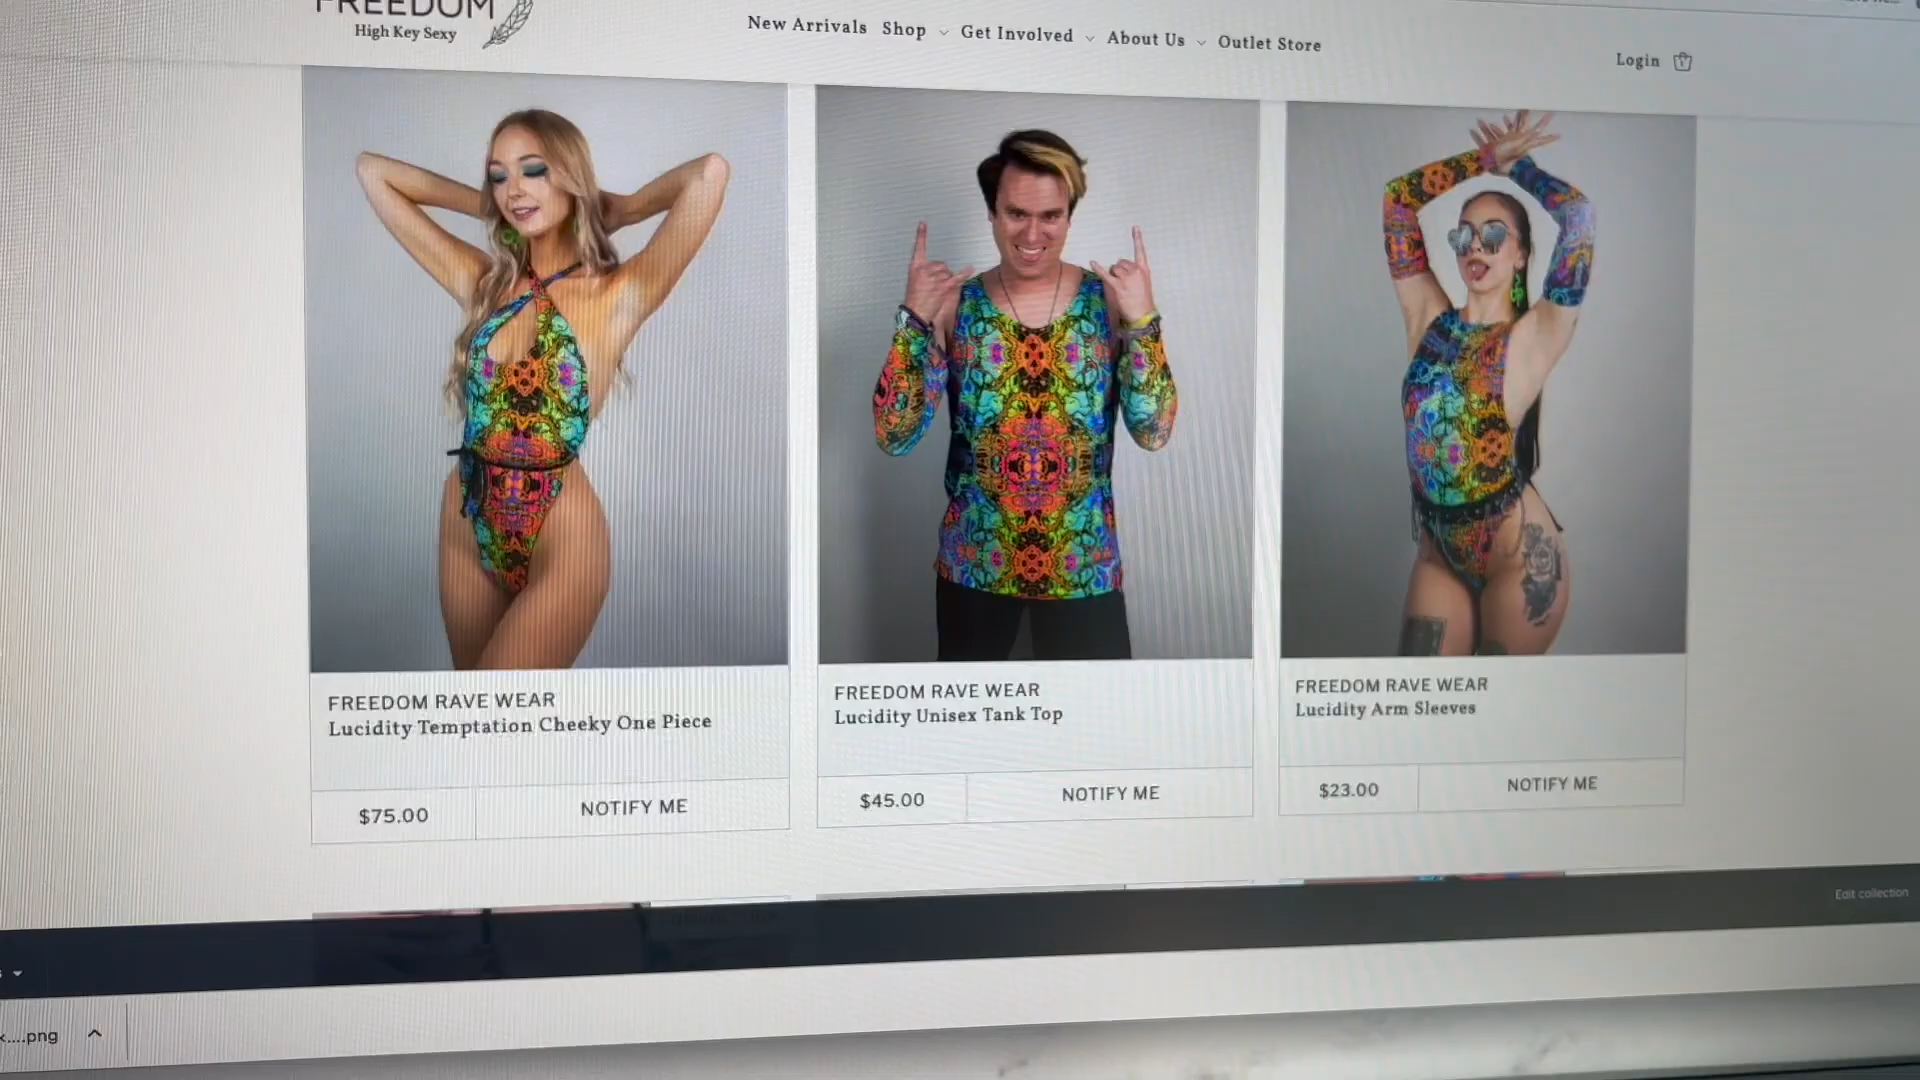 FREEDOM
High Key Sexy
New Arrivals Shop Get Involved About Us Outlet Store
Login
FREEDOM RAVE WEAR
Lucidity Temptation Cheeky One Piece
$75.00 NOTIFY ME
FREEDOM RAVE WEAR
Lucidity Unisex Tank Top
$45.00 NOTIFY ME
FREEDOM RAVE WEAR
Lucidity Arm Sleeves
$23.00 NOTIFY ME
Edit collection
....png